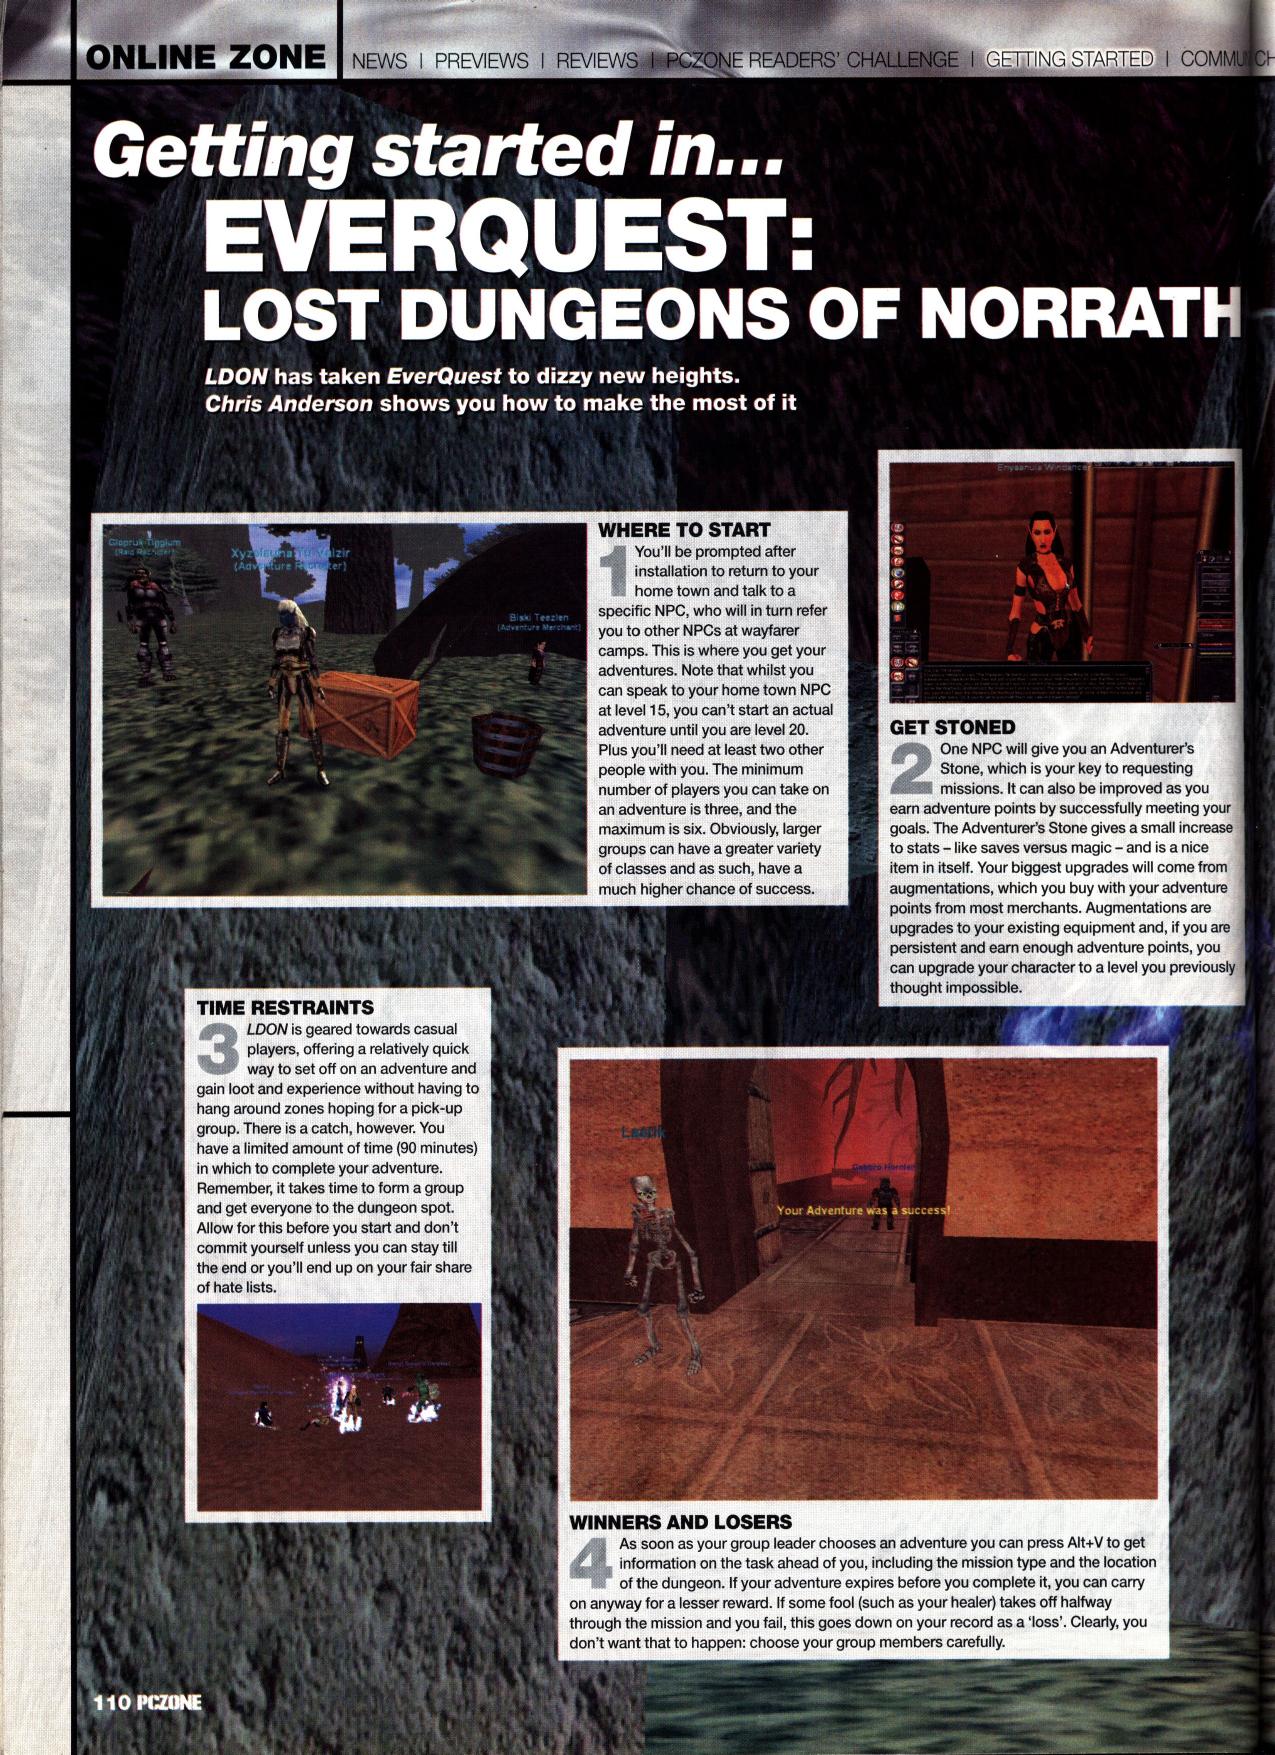 ONLINE ZONE
NEWS | PREVIEWS | REVIEWS | PCZONE READERS' CHALLENGE | GETTING STARTED |
Getting started in...
EVERQUEST:
LOST DUNGEONS OF NORRATH
LDON has taken EverQuest to dizzy new heights.
Chris Anderson shows you how to make the most of it
(Raid Recruiter)
(Adventure Recruiter)
Biski Teezlen
(Adventure Merchant)
WHERE TO START
1 You'll be prompted after
installation to return to your
home town and talk to a
specific NPC, who will in turn refer
you to other NPCs at wayfarer
camps. This is where you get your
adventures. Note that whilst you
can speak to your home town NPC
at level 15, you can't start an actual
adventure until you are level 20.
Plus you'll need at least two other
people with you. The minimum
number of players you can take on
an adventure is three, and the
maximum is six. Obviously, larger
groups can have a greater variety
of classes and as such, have a
much higher chance of success.
GET STONED
2 One NPC will give you an Adventurer's
Stone, which is your key to requesting
missions. It can also be improved as you
earn adventure points by successfully meeting your
goals. The Adventurer's Stone gives a small increase
to stats – like saves versus magic – and is a nice
item in itself. Your biggest upgrades will come from
augmentations, which you buy with your adventure
points from most merchants. Augmentations are
upgrades to your existing equipment and, if you are
persistent and earn enough adventure points, you
can upgrade your character to a level you previously
thought impossible.
TIME RESTRAINTS
3 LDON is geared towards casual
players, offering a relatively quick
way to set off on an adventure and
gain loot and experience without having to
hang around zones hoping for a pick-up
group. There is a catch, however. You
have a limited amount of time (90 minutes)
in which to complete your adventure.
Remember, it takes time to form a group
and get everyone to the dungeon spot.
Allow for this before you start and don't
commit yourself unless you can stay till
the end or you'll end up on your fair share
of hate lists.
Your Adventure was a success!
WINNERS AND LOSERS
4 As soon as your group leader chooses an adventure you can press Alt+V to get
information on the task ahead of you, including the mission type and the location
of the dungeon. If your adventure expires before you complete it, you can carry
on anyway for a lesser reward. If some fool (such as your healer) takes off halfway
through the mission and you fail, this goes down on your record as a 'loss'. Clearly, you
don't want that to happen: choose your group members carefully.
110 PCZONE